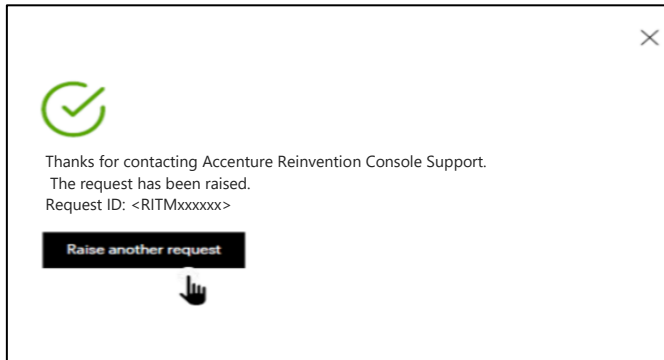 Thanks for contacting Accenture Reinvention Console Support.
The request has been raised.
Request ID: <RITMxxxxxx>
Raise another request